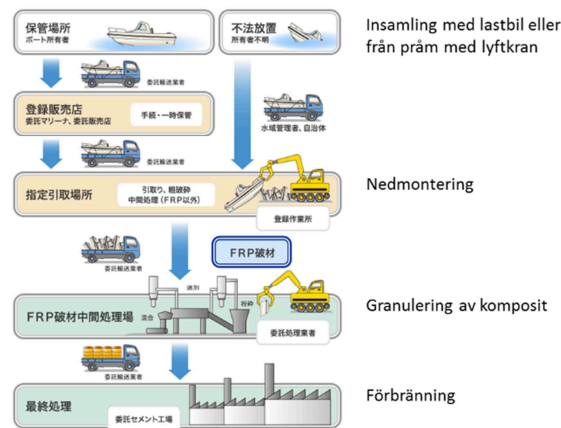 保管場所
ボート所有者
不法放置
所有者不明
Insamling med lastbil eller
från pråm med lyftkran
委託輸送業者
登録販売店
委託マリーナ、委託販売店
手続・一時保管
水域管理者、自治体
委託輸送業者
指定引取場所
引取り、粗破砕
中間処理(FRP以外)
登録作業所
Nedmontering
委託輸送業者
FRP破材
選別
粉砕
混合
FRP破材中間処理場
委託処理業者
Granulering av komposit
委託輸送業者
最終処理
委託セメント工場
Förbränning